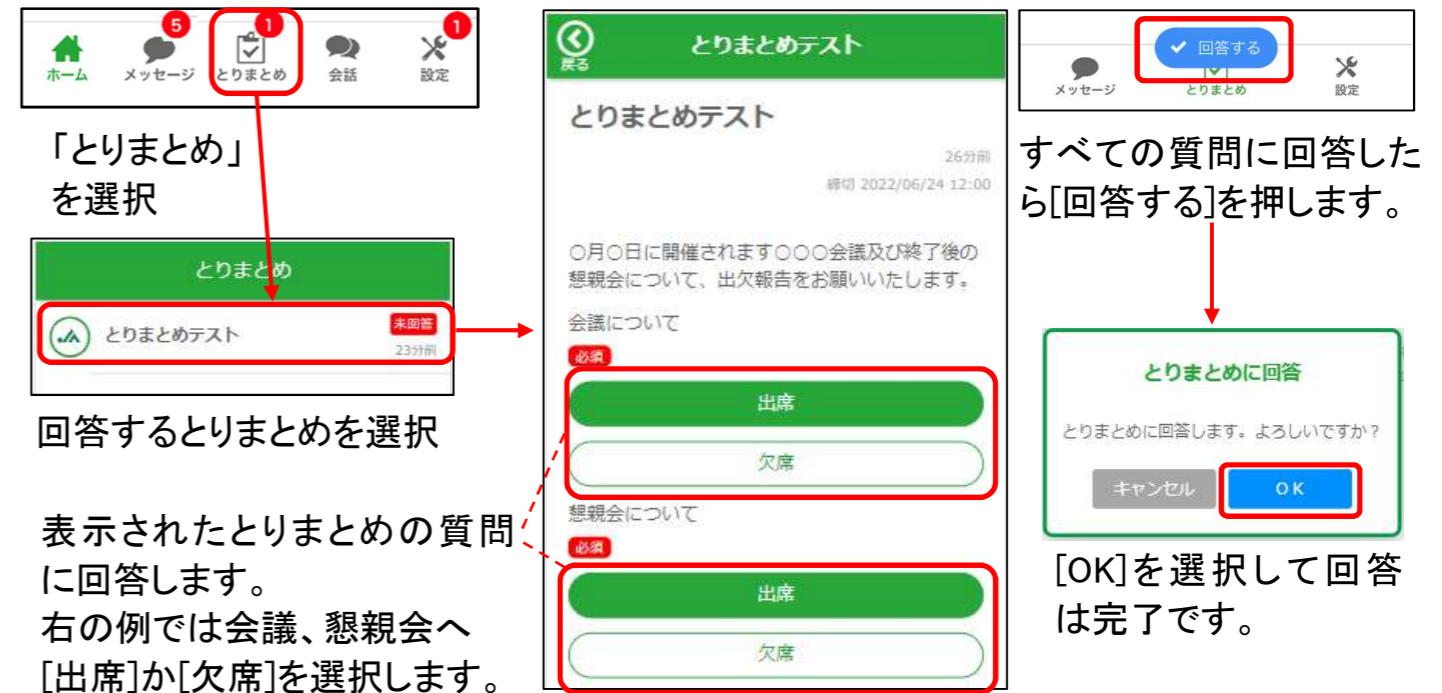 5
1
1
ホーム
メッセージ
とりまとめ
会話
設定
「とりまとめ」
を選択
とりまとめ
とりまとめテスト
未回答
23分前
回答するとりまとめを選択
表示されたとりまとめの質問
に回答します。
右の例では会議、懇親会へ
[出席]か[欠席]を選択します。
戻る
とりまとめテスト
とりまとめテスト
26分前
締切 2022/06/24 12:00
○月○日に開催されます○○○会議及び終了後の
懇親会について、出欠報告をお願いいたします。
会議について
必須
出席
欠席
懇親会について
必須
出席
欠席
回答する
メッセージ
とりまとめ
設定
すべての質問に回答した
ら[回答する]を押します。
とりまとめに回答
とりまとめに回答します。よろしいですか？
キャンセル
OK
[OK]を選択して回答
は完了です。